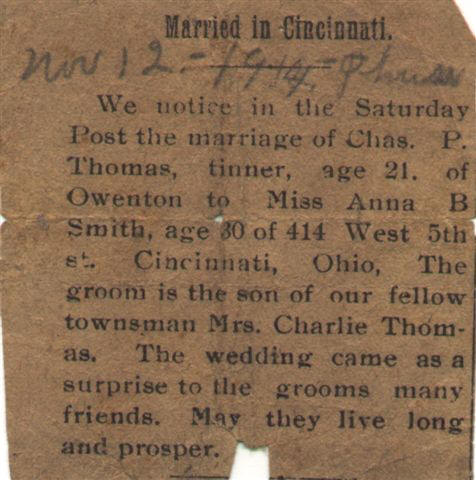 Married in Cincinnati.
Nov 12 - 1914
We notice in the Saturday
Post the marriage of Chas. P.
Thomas, tinner, age 21. of
Owenton to Miss Anna B
Smith, age 30 of 414 West 5th
st. Cincinnati, Ohio, The
groom is the son of our fellow
townsman Mrs. Charlie Thom-
as. The wedding came as a
surprise to the grooms many
friends. May they live long
and prosper.